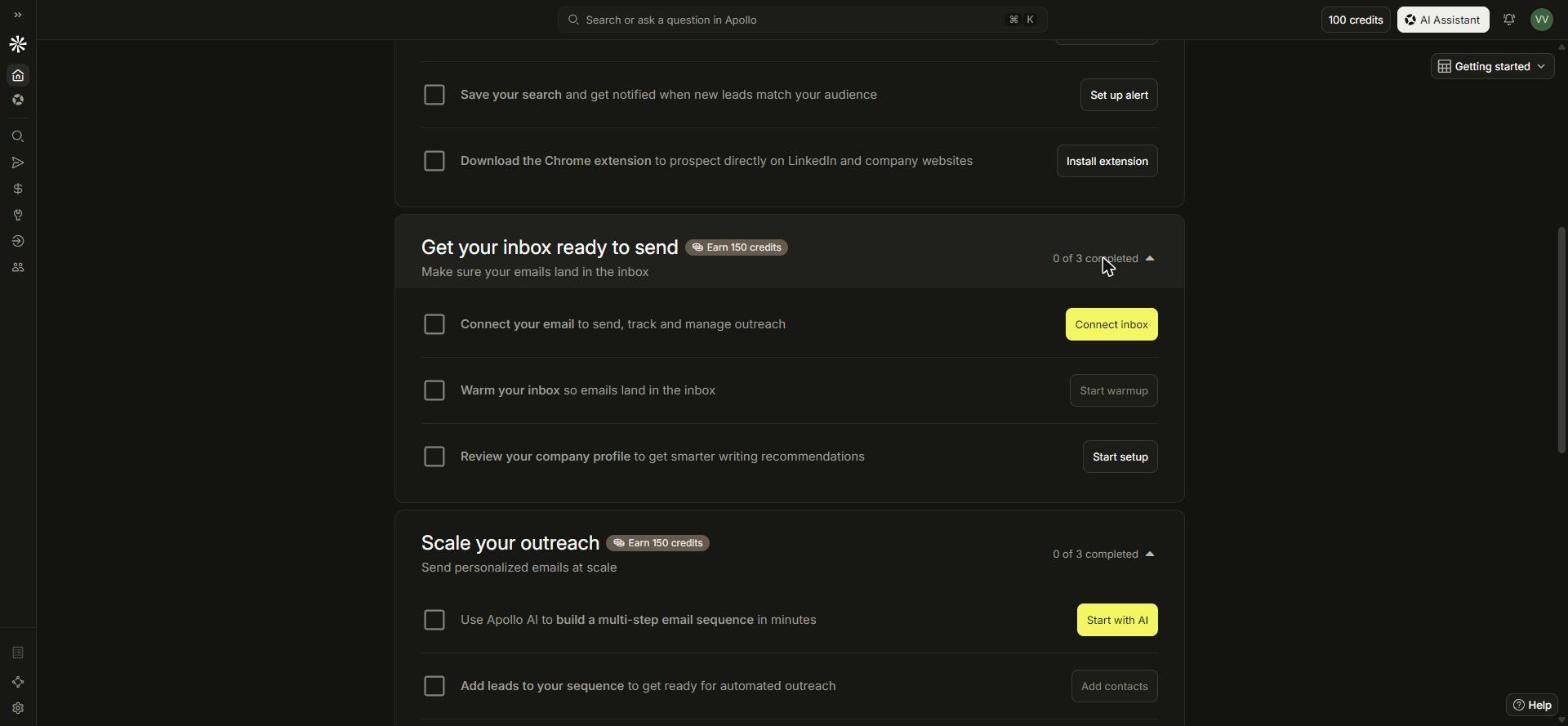 Search or ask a question in Apollo
⌘ K
100 credits
AI Assistant
VV
Getting started
Save your search and get notified when new leads match your audience
Set up alert
Download the Chrome extension to prospect directly on LinkedIn and company websites
Install extension
Get your inbox ready to send
Earn 150 credits
Make sure your emails land in the inbox
0 of 3 completed
Connect your email to send, track and manage outreach
Connect inbox
Warm your inbox so emails land in the inbox
Start warmup
Review your company profile to get smarter writing recommendations
Start setup
Scale your outreach
Earn 150 credits
Send personalized emails at scale
0 of 3 completed
Use Apollo AI to build a multi-step email sequence in minutes
Start with AI
Add leads to your sequence to get ready for automated outreach
Add contacts
Help